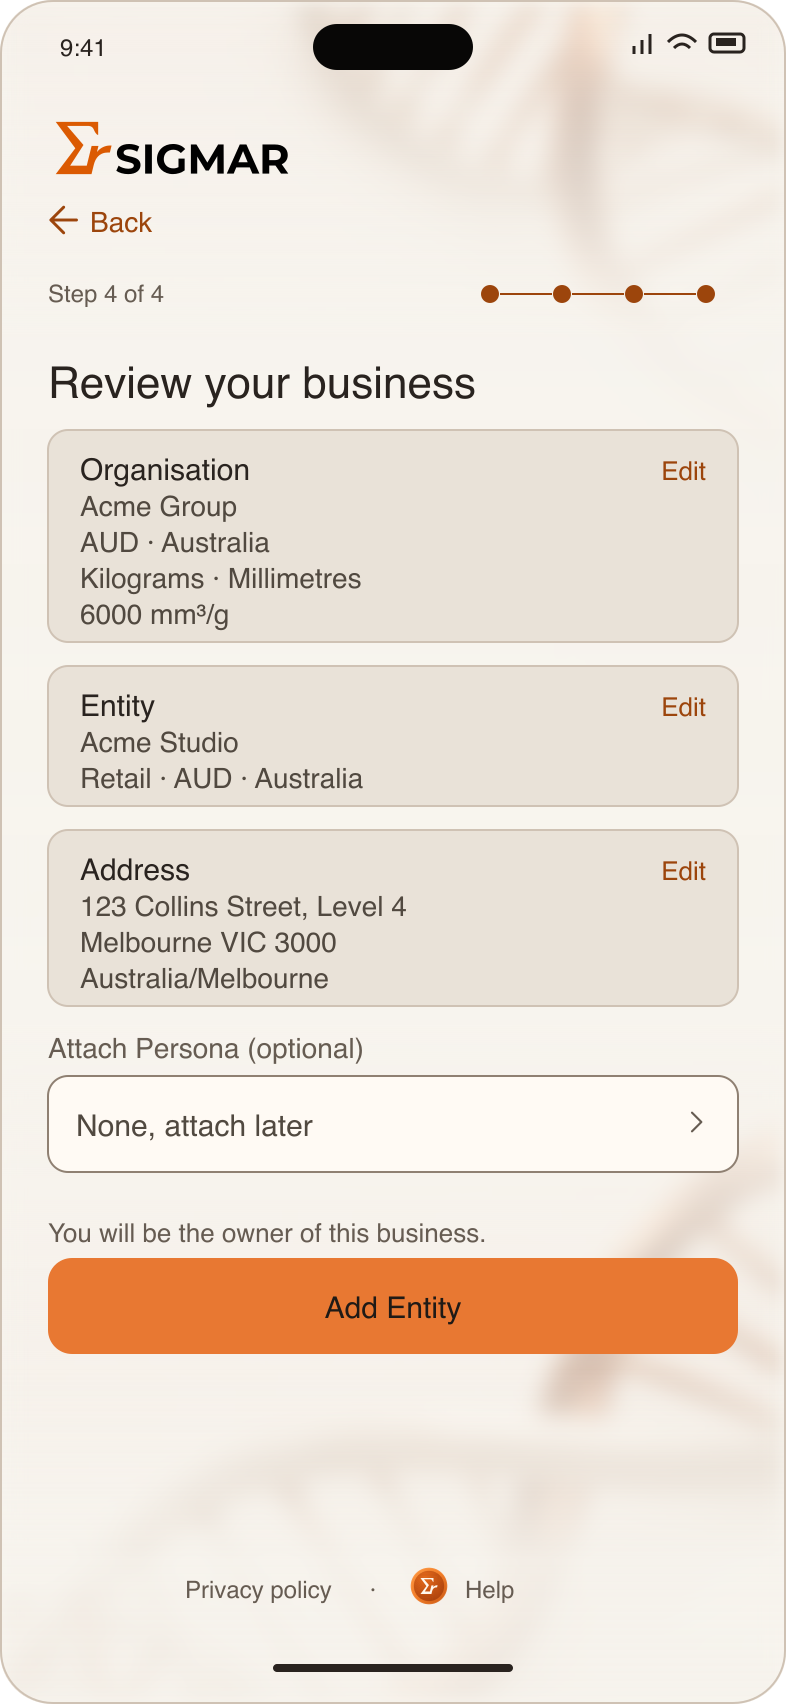 9:41
Σr SIGMAR
Back
Step 4 of 4
Review your business
Organisation Edit
Acme Group
AUD · Australia
Kilograms · Millimetres
6000 mm³/g
Entity Edit
Acme Studio
Retail · AUD · Australia
Address Edit
123 Collins Street, Level 4
Melbourne VIC 3000
Australia/Melbourne
Attach Persona (optional)
None, attach later
You will be the owner of this business.
Add Entity
Privacy policy · Σr Help